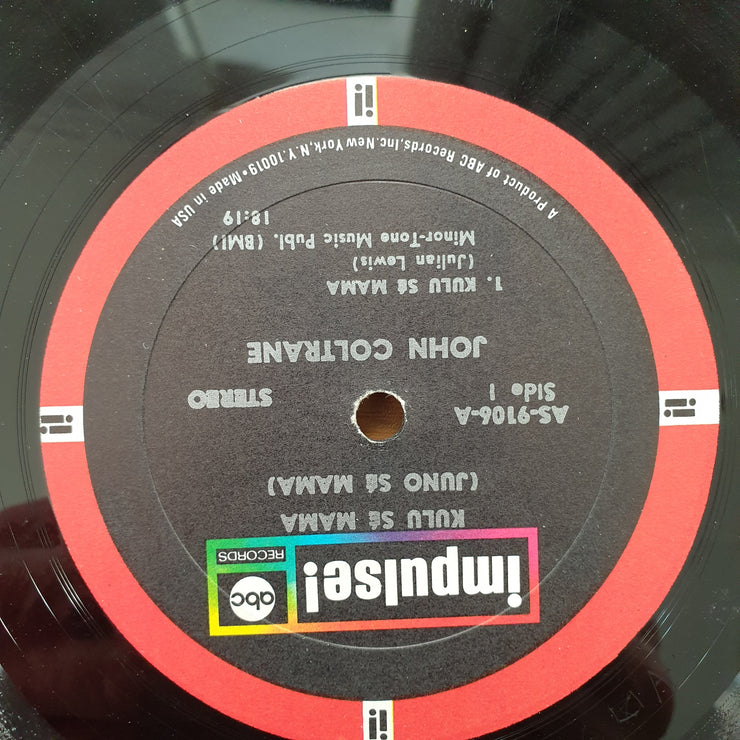 impulse!
abc
RECORDS
KULU SÉ MAMA
(JUNO SÉ MAMA)
AS-9106-A
Side 1
STEREO
JOHN COLTRANE
1. KULU SÉ MAMA
(Julian Lewis)
Minor-Tone Music Publ. (BMI)
18:19
A Product of ABC Records, Inc. New York, N.Y. 10019 • Made in USA
i!
i!
i!
i!